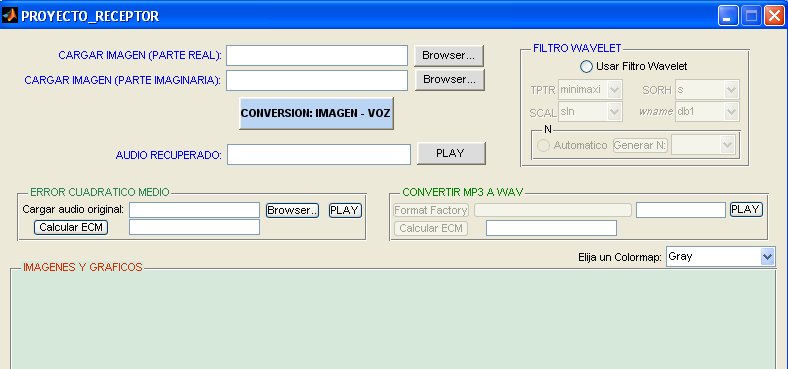 PROYECTO_RECEPTOR
CARGAR IMAGEN (PARTE REAL): Browser...
CARGAR IMAGEN (PARTE IMAGINARIA): Browser...
CONVERSION: IMAGEN - VOZ
AUDIO RECUPERADO: PLAY
FILTRO WAVELET
Usar Filtro Wavelet
TPTR minimaxi SORH s
SCAL sln wname db1
N
Automatico Generar N:
ERROR CUADRATICO MEDIO
Cargar audio original: Browser.. PLAY
Calcular ECM
CONVERTIR MP3 A WAV
Format Factory PLAY
Calcular ECM
Elija un Colormap: Gray
IMAGENES Y GRAFICOS